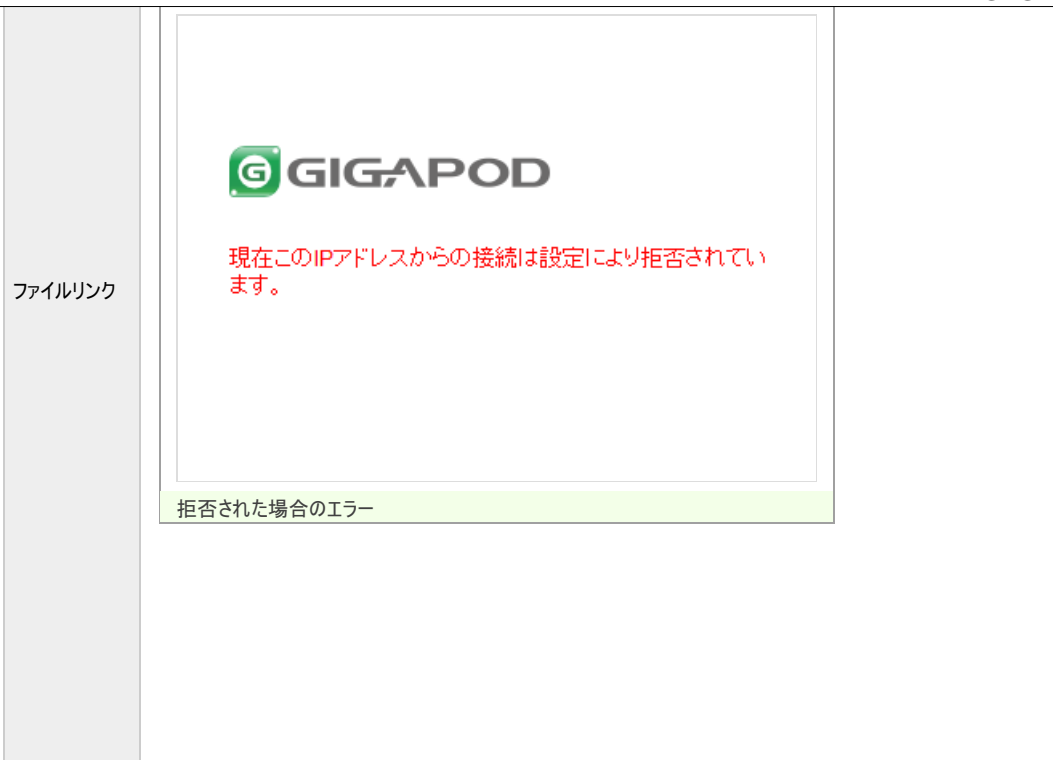 GIGAPOD
現在このIPアドレスからの接続は設定により拒否されてい
ます。
ファイルリンク
拒否された場合のエラー